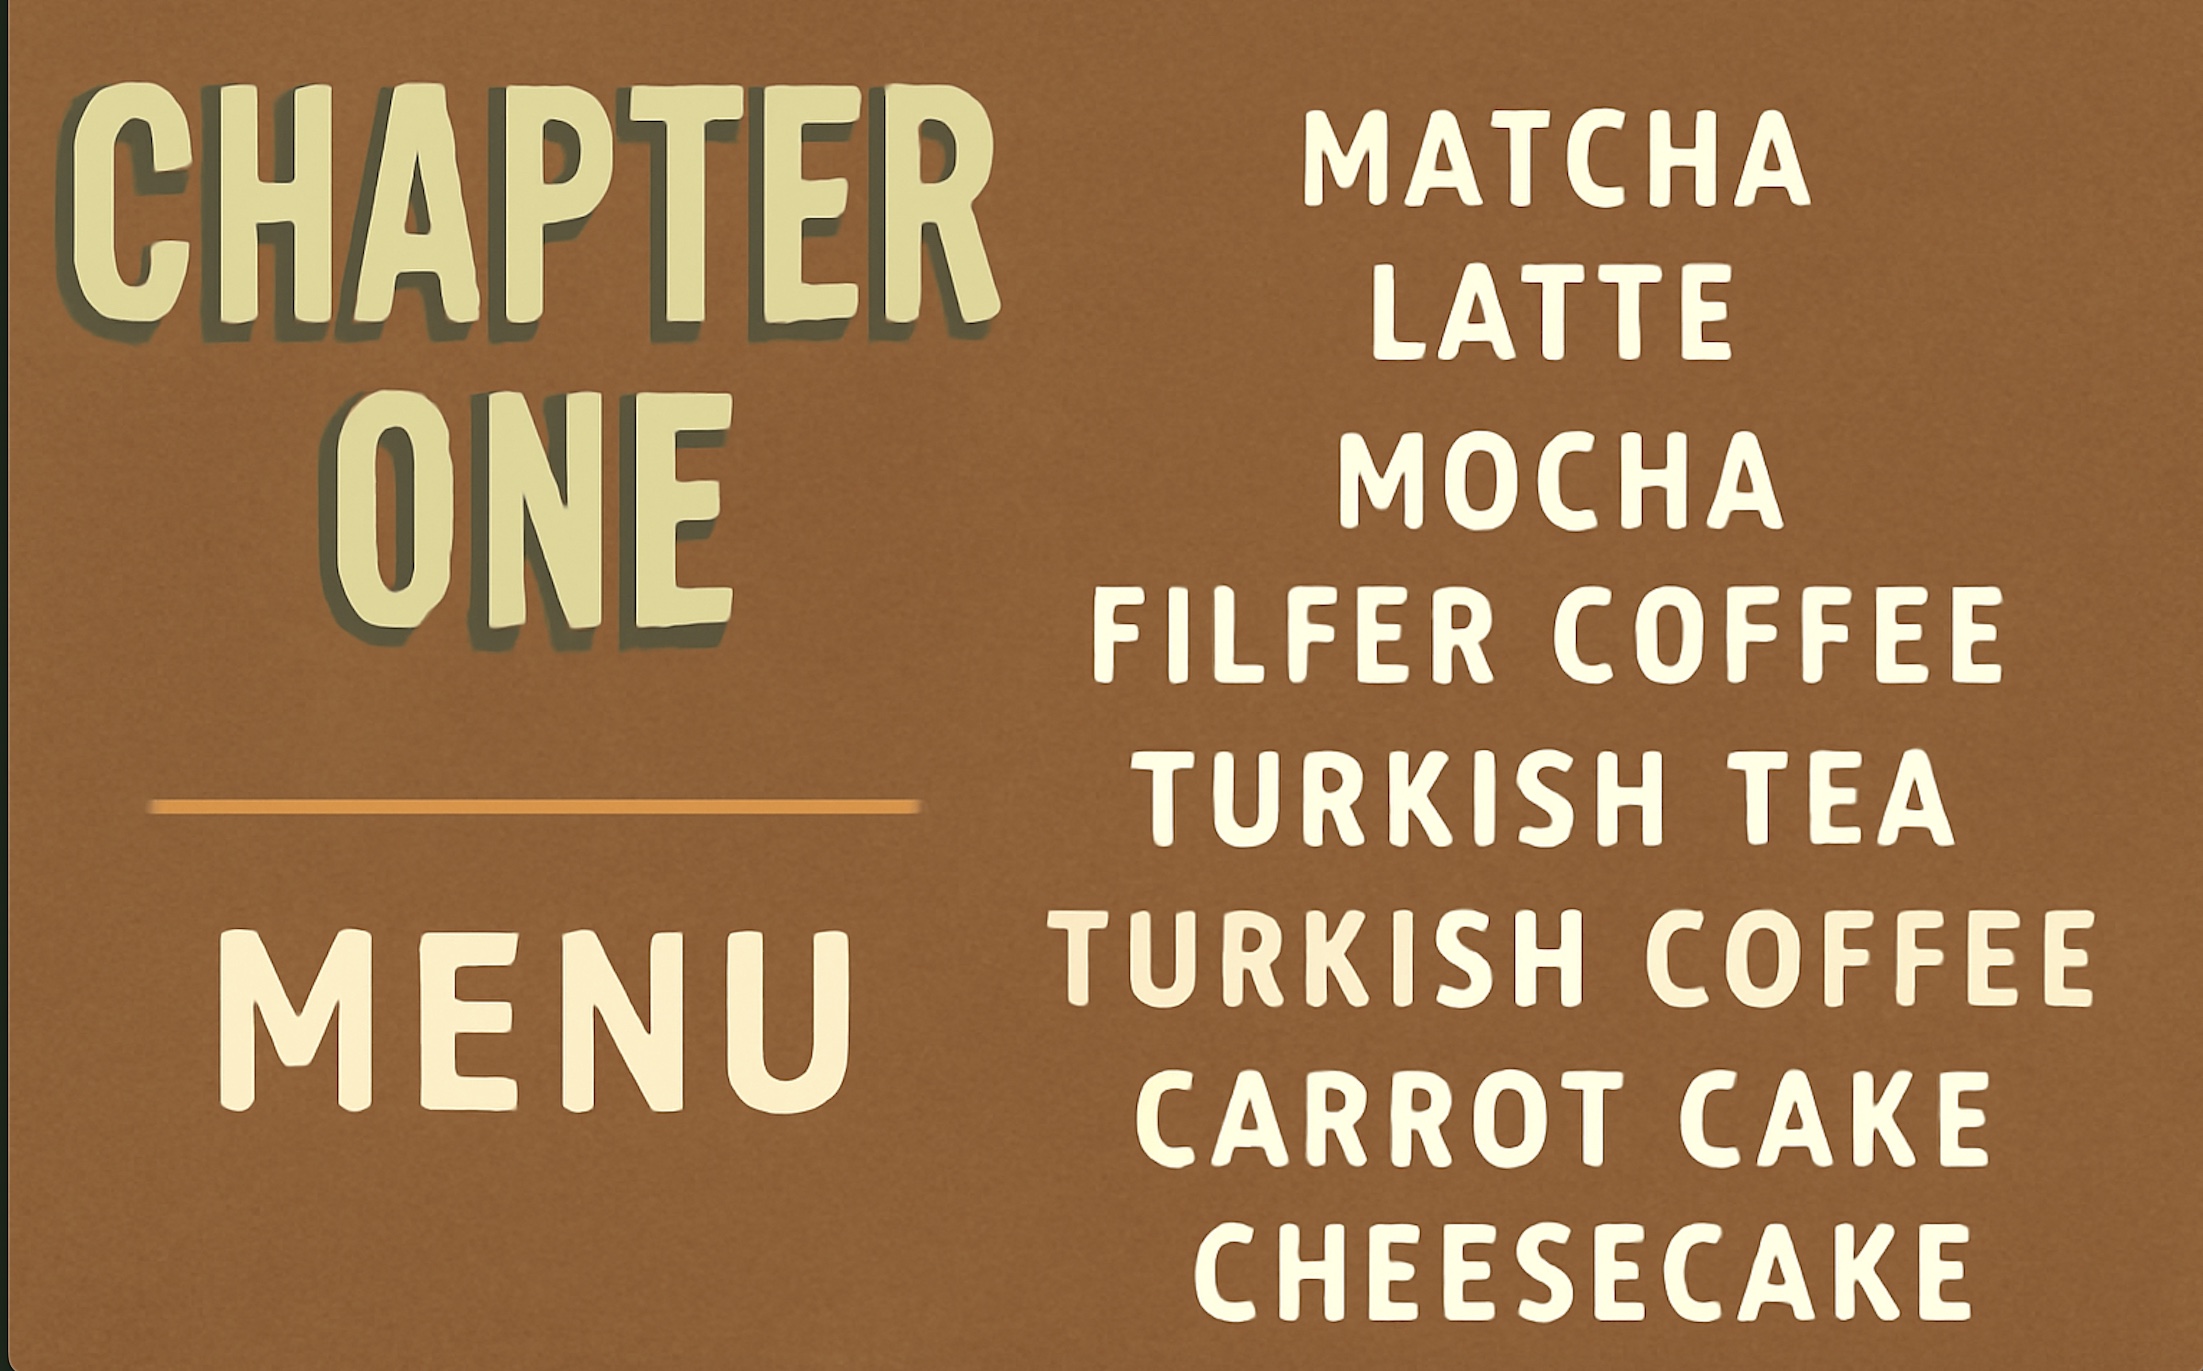 CHAPTER
ONE
MENU
MATCHA
LATTE
MOCHA
FILFER COFFEE
TURKISH TEA
TURKISH COFFEE
CARROT CAKE
CHEESECAKE